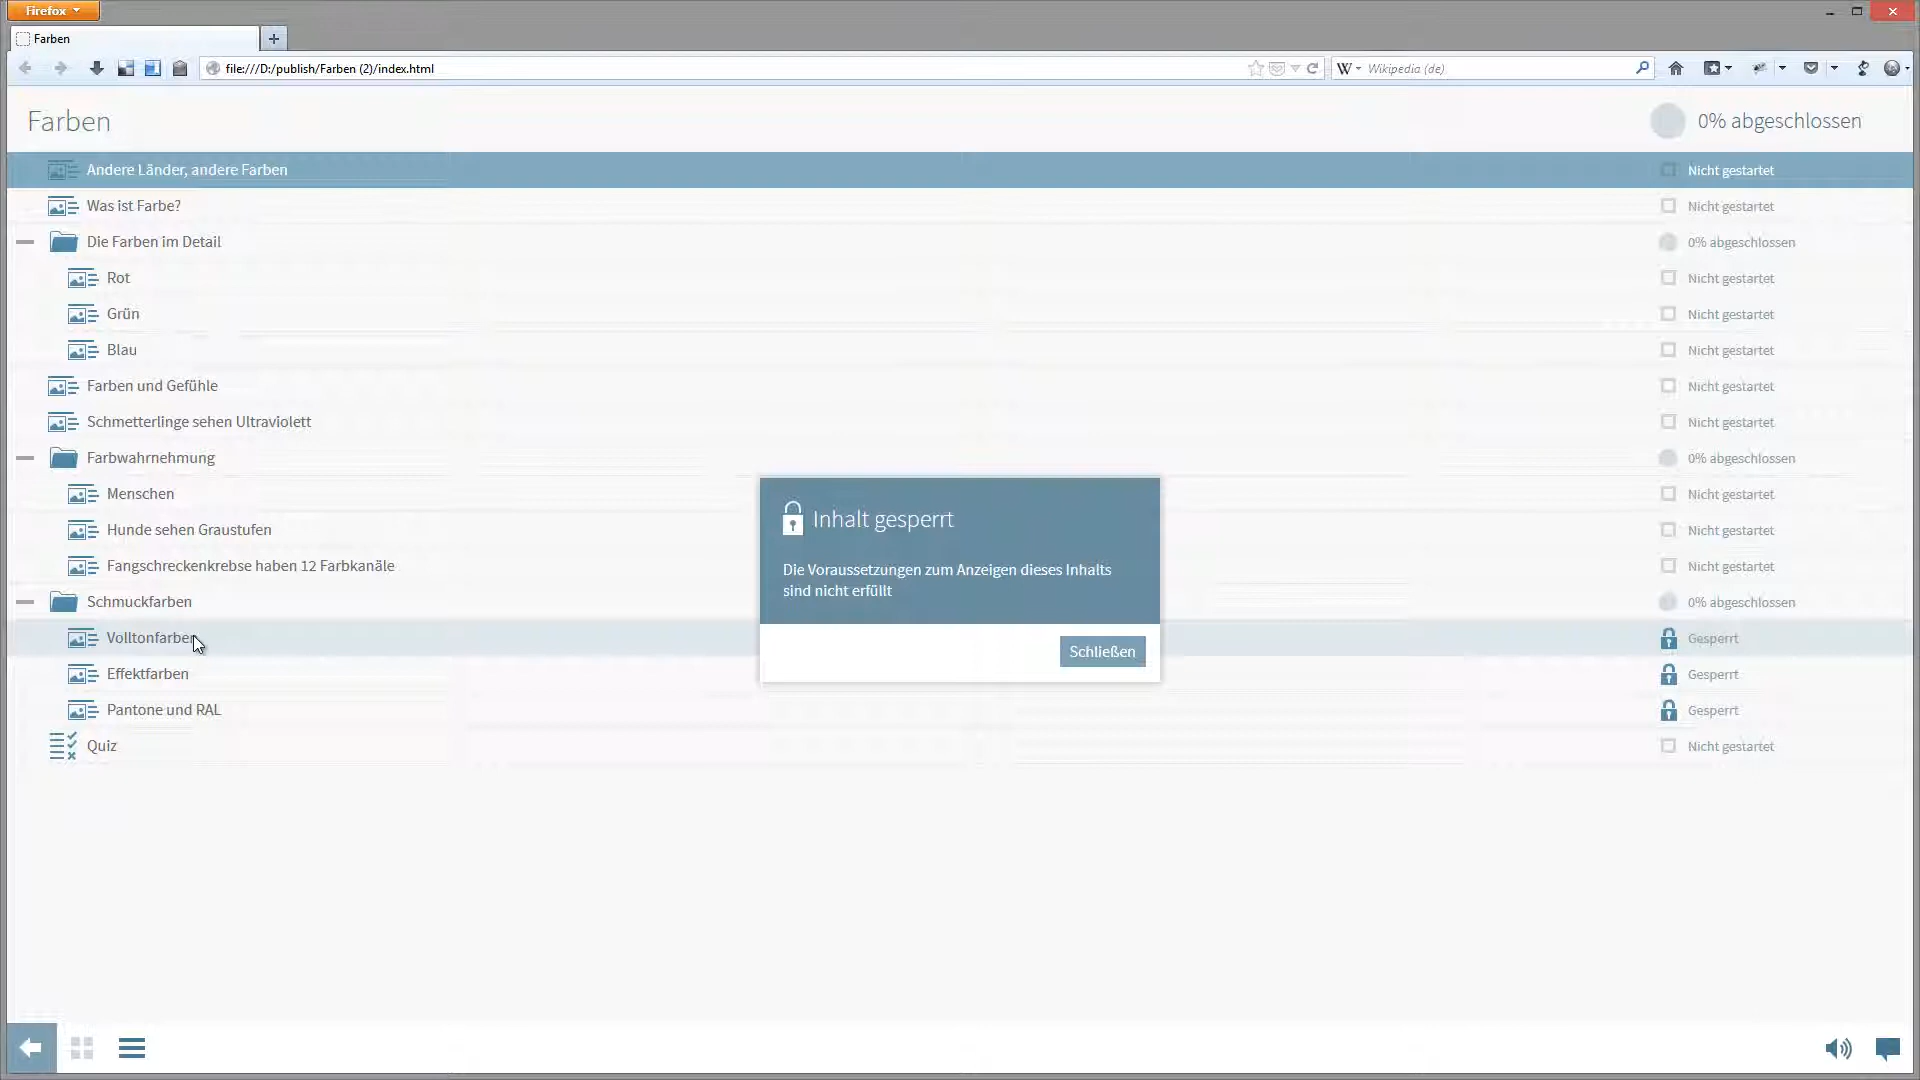 Firefox
Farben
file:///D:/publish/Farben (2)/index.html
Wikipedia (de)
Farben
0% abgeschlossen
Andere Länder, andere Farben
Nicht gestartet
Was ist Farbe?
Nicht gestartet
Die Farben im Detail
0% abgeschlossen
Rot
Nicht gestartet
Grün
Nicht gestartet
Blau
Nicht gestartet
Farben und Gefühle
Nicht gestartet
Schmetterlinge sehen Ultraviolett
Nicht gestartet
Farbwahrnehmung
0% abgeschlossen
Menschen
Nicht gestartet
Hunde sehen Graustufen
Nicht gestartet
Fangschreckenkrebse haben 12 Farbkanäle
Nicht gestartet
Schmuckfarben
0% abgeschlossen
Volltonfarben
Gesperrt
Effektfarben
Gesperrt
Pantone und RAL
Gesperrt
Quiz
Nicht gestartet
Inhalt gesperrt
Die Voraussetzungen zum Anzeigen dieses Inhalts
sind nicht erfüllt
Schließen